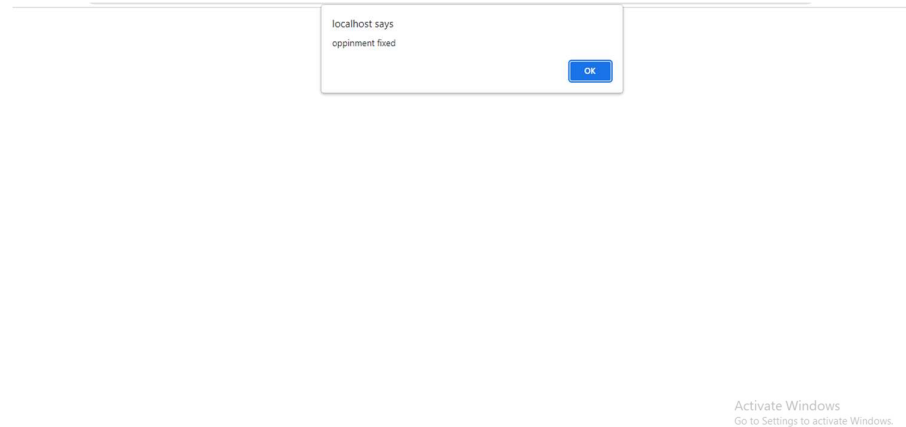 localhost says
oppinment fixed
OK
Activate Windows
Go to Settings to activate Windows.